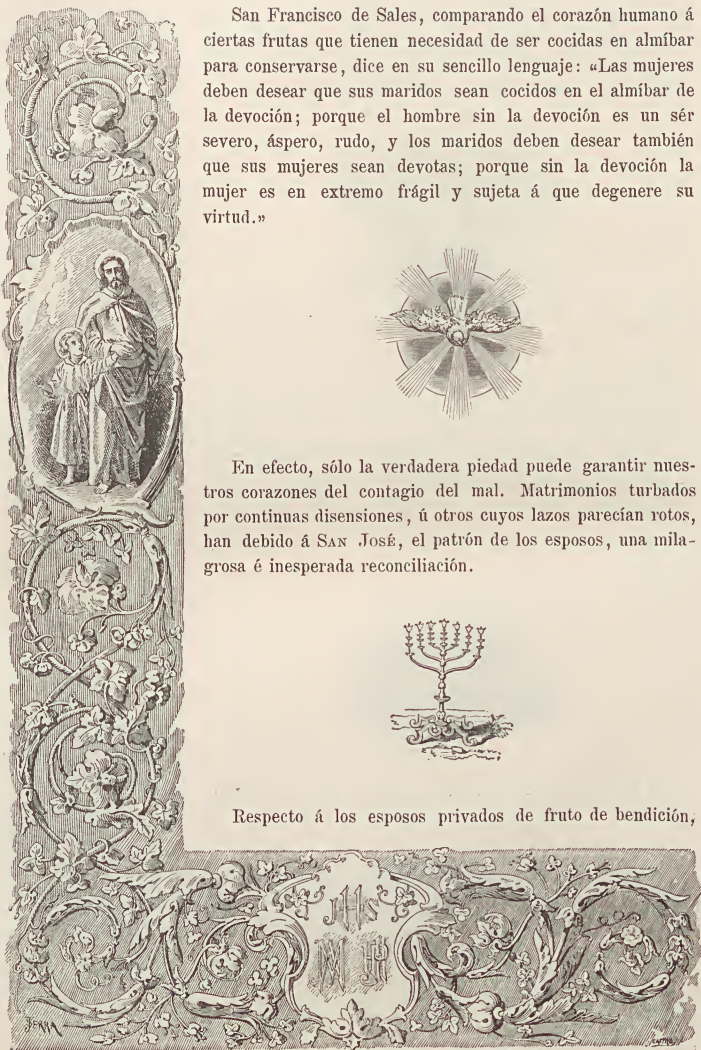 San Francisco de Sales, comparando el corazón humano á
ciertas frutas que tienen necesidad de ser cocidas en almíbar
para conservarse, dice en su sencillo lenguaje: «Las mujeres
deben desear que sus maridos sean cocidos en el almíbar de
la devoción; porque el hombre sin la devoción es un sér
severo, áspero, rudo, y los maridos deben desear también
que sus mujeres sean devotas; porque sin la devoción la
mujer es en extremo frágil y sujeta á que degenere su
virtud.»
En efecto, sólo la verdadera piedad puede garantir nues-
tros corazones del contagio del mal. Matrimonios turbados
por continuas disensiones, ú otros cuyos lazos parecían rotos,
han debido á SAN JOSÉ, el patrón de los esposos, una mila-
grosa é inesperada reconciliación.
Respecto á los esposos privados de fruto de bendición,
JHS